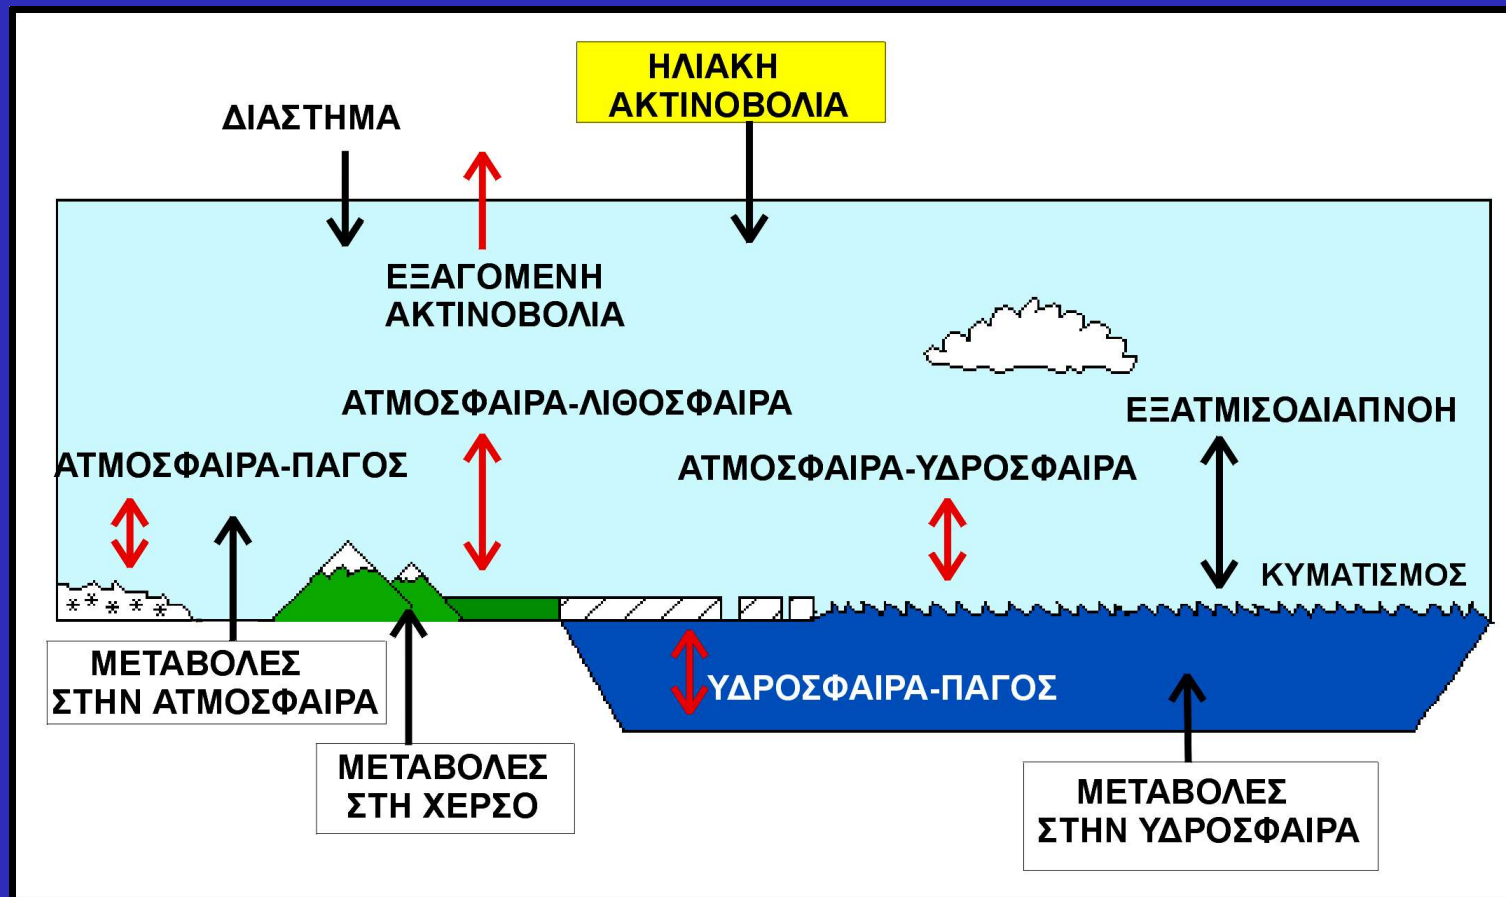 ΗΛΙΑΚΗ
ΑΚΤΙΝΟΒΟΛΙΑ
ΔΙΑΣΤΗΜΑ
ΕΞΑΓΟΜΕΝΗ
ΑΚΤΙΝΟΒΟΛΙΑ
ΑΤΜΟΣΦΑΙΡΑ-ΛΙΘΟΣΦΑΙΡΑ
ΕΞΑΤΜΙΣΟΔΙΑΠΝΟΗ
ΑΤΜΟΣΦΑΙΡΑ-ΠΑΓΟΣ
ΑΤΜΟΣΦΑΙΡΑ-ΥΔΡΟΣΦΑΙΡΑ
ΚΥΜΑΤΙΣΜΟΣ
ΜΕΤΑΒΟΛΕΣ
ΣΤΗΝ ΑΤΜΟΣΦΑΙΡΑ
ΥΔΡΟΣΦΑΙΡΑ-ΠΑΓΟΣ
ΜΕΤΑΒΟΛΕΣ
ΣΤΗ ΧΕΡΣΟ
ΜΕΤΑΒΟΛΕΣ
ΣΤΗΝ ΥΔΡΟΣΦΑΙΡΑ